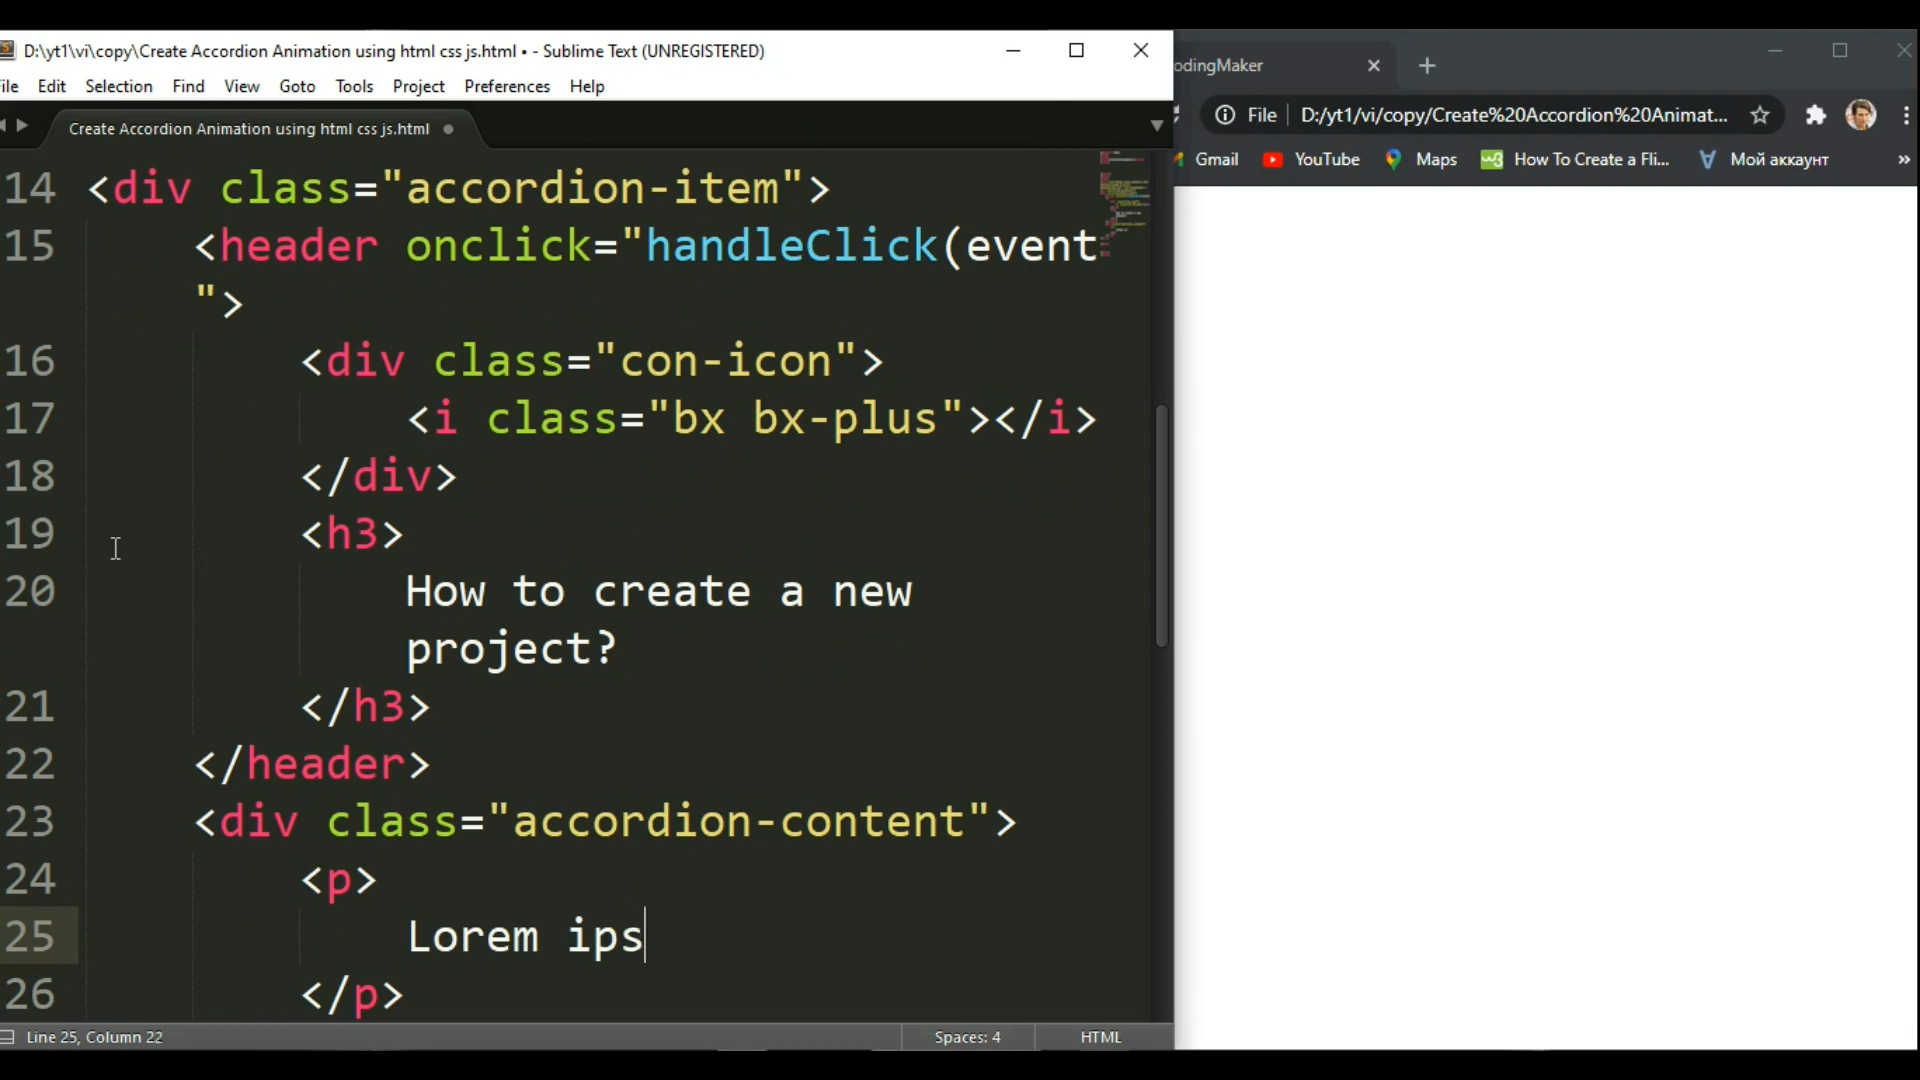 D:\yt1\vi\copy\Create Accordion Animation using html css js.html • - Sublime Text (UNREGISTERED)
ile Edit Selection Find View Goto Tools Project Preferences Help
Create Accordion Animation using html css js.html
14 <div class="accordion-item">
15 <header onclick="handleClick(event
">
16 <div class="con-icon">
17 <i class="bx bx-plus"></i>
18 </div>
19 <h3>
20 How to create a new
project?
21 </h3>
22 </header>
23 <div class="accordion-content">
24 <p>
25 Lorem ips
26 </p>
Line 25, Column 22 Spaces: 4 HTML
odingMaker
File D:/yt1/vi/copy/Create%20Accordion%20Animat...
Gmail YouTube Maps How To Create a Fli... Мой аккаунт »